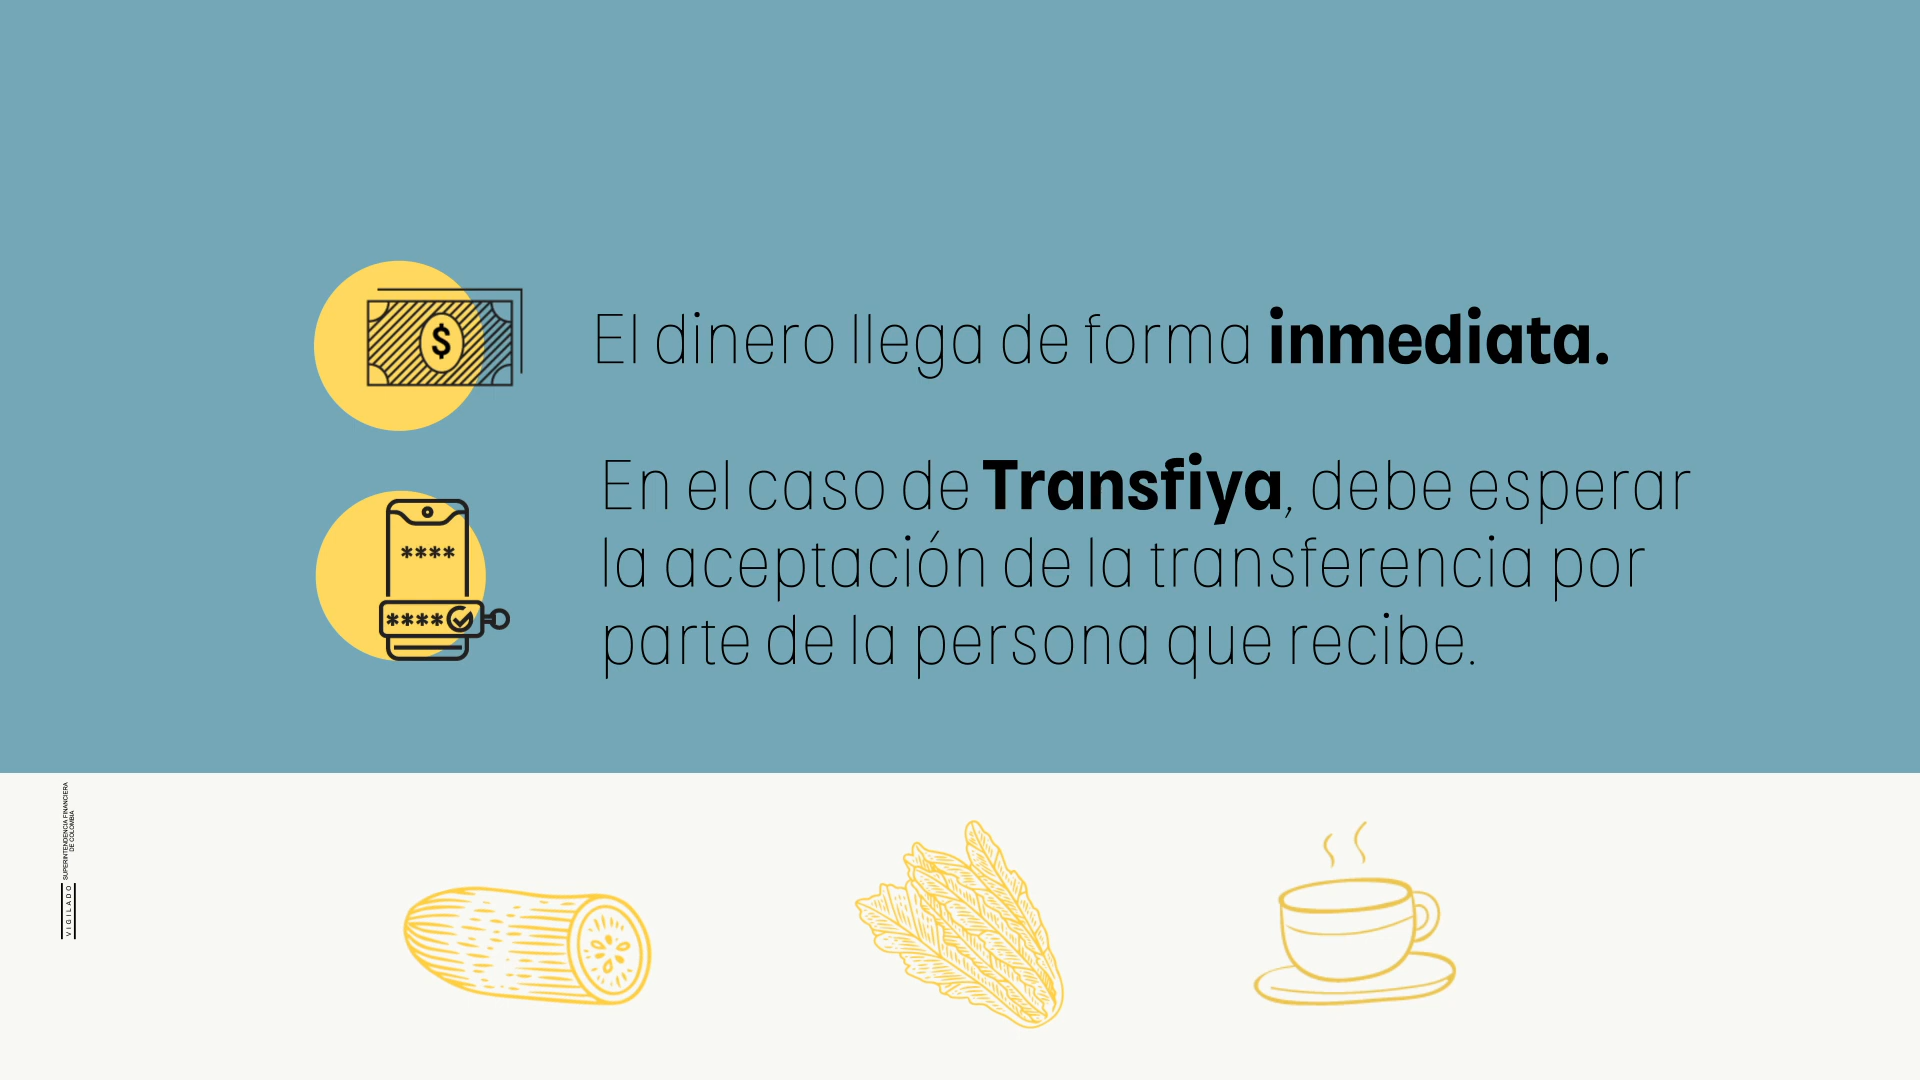 El dinero llega de forma inmediata.
En el caso de Transfiya, debe esperar
la aceptación de la transferencia por
parte de la persona que recibe.
VIGILADO
SUPERINTENDENCIA FINANCIERA
DE COLOMBIA